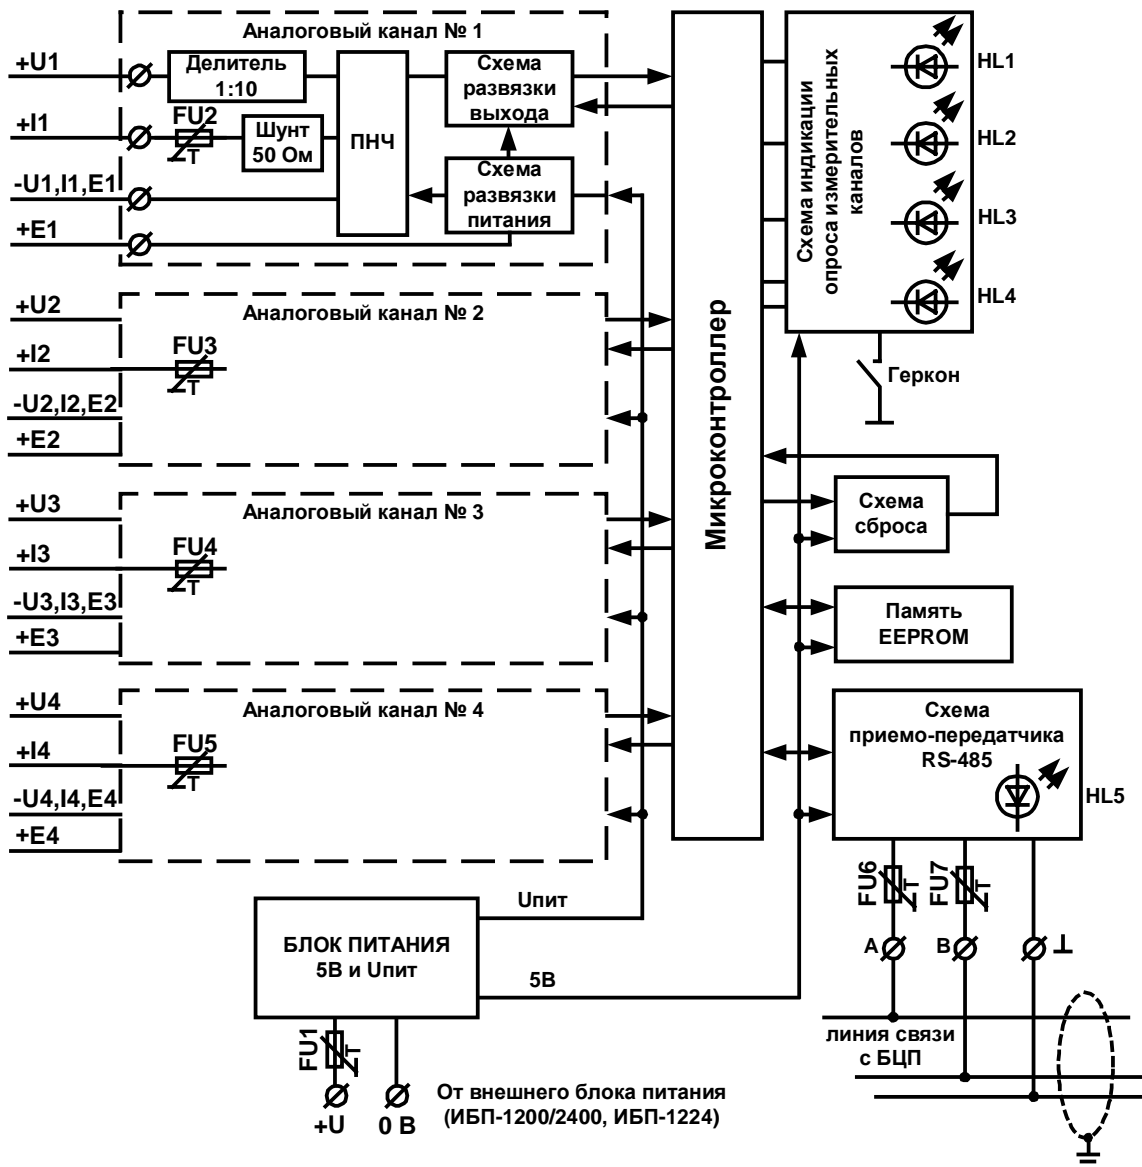 Аналоговый канал № 1
+U1
Делитель
1:10
+I1
FU2
T
Шунт
50 Ом
-U1,I1,E1
+E1
ПНЧ
Схема
развязки
выхода
Схема
развязки
питания
+U2
Аналоговый канал № 2
+I2
FU3
T
-U2,I2,E2
+E2
+U3
Аналоговый канал № 3
+I3
FU4
T
-U3,I3,E3
+E3
+U4
Аналоговый канал № 4
+I4
FU5
T
-U4,I4,E4
+E4
Микроконтроллер
Схема индикации
опроса измерительных
каналов
HL1
HL2
HL3
HL4
Геркон
Схема
сброса
Память
EEPROM
Схема
приемо-передатчика
RS-485
HL5
FU6
T
FU7
T
A
B
линия связи
с БЦП
Uпит
БЛОК ПИТАНИЯ
5В и Uпит
5В
FU1
T
+U
0 В
От внешнего блока питания
(ИБП-1200/2400, ИБП-1224)